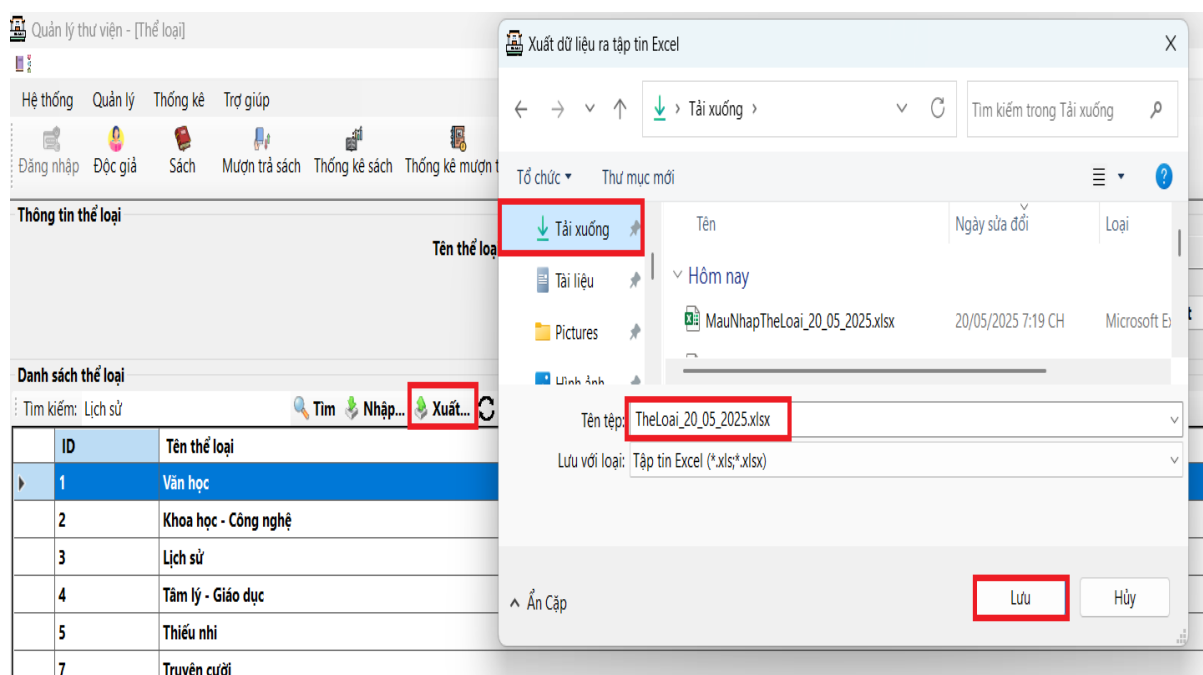 Quản lý thư viện - [Thể loại]
Hệ thống Quản lý Thống kê Trợ giúp
Đăng nhập Độc giả Sách Mượn trả sách Thống kê sách Thống kê mượn t
Thông tin thể loại
Tên thể loạ
Danh sách thể loại
Tìm kiếm: Lịch sử Tìm Nhập... Xuất...
ID Tên thể loại
1 Văn học
2 Khoa học - Công nghệ
3 Lịch sử
4 Tâm lý - Giáo dục
5 Thiếu nhi
7 Truyện cười
Xuất dữ liệu ra tập tin Excel X
Tải xuống
Tìm kiếm trong Tải xuống
Tổ chức Thư mục mới ?
Tải xuống
Tài liệu
Pictures
Hình ảnh
Tên Ngày sửa đổi Loại
Hôm nay
MauNhapTheLoai_20_05_2025.xlsx 20/05/2025 7:19 CH Microsoft Ex
t
Tên tệp: TheLoai_20_05_2025.xlsx
Lưu với loại: Tập tin Excel (*.xls;*.xlsx)
Ẩn Cặp Lưu Hủy